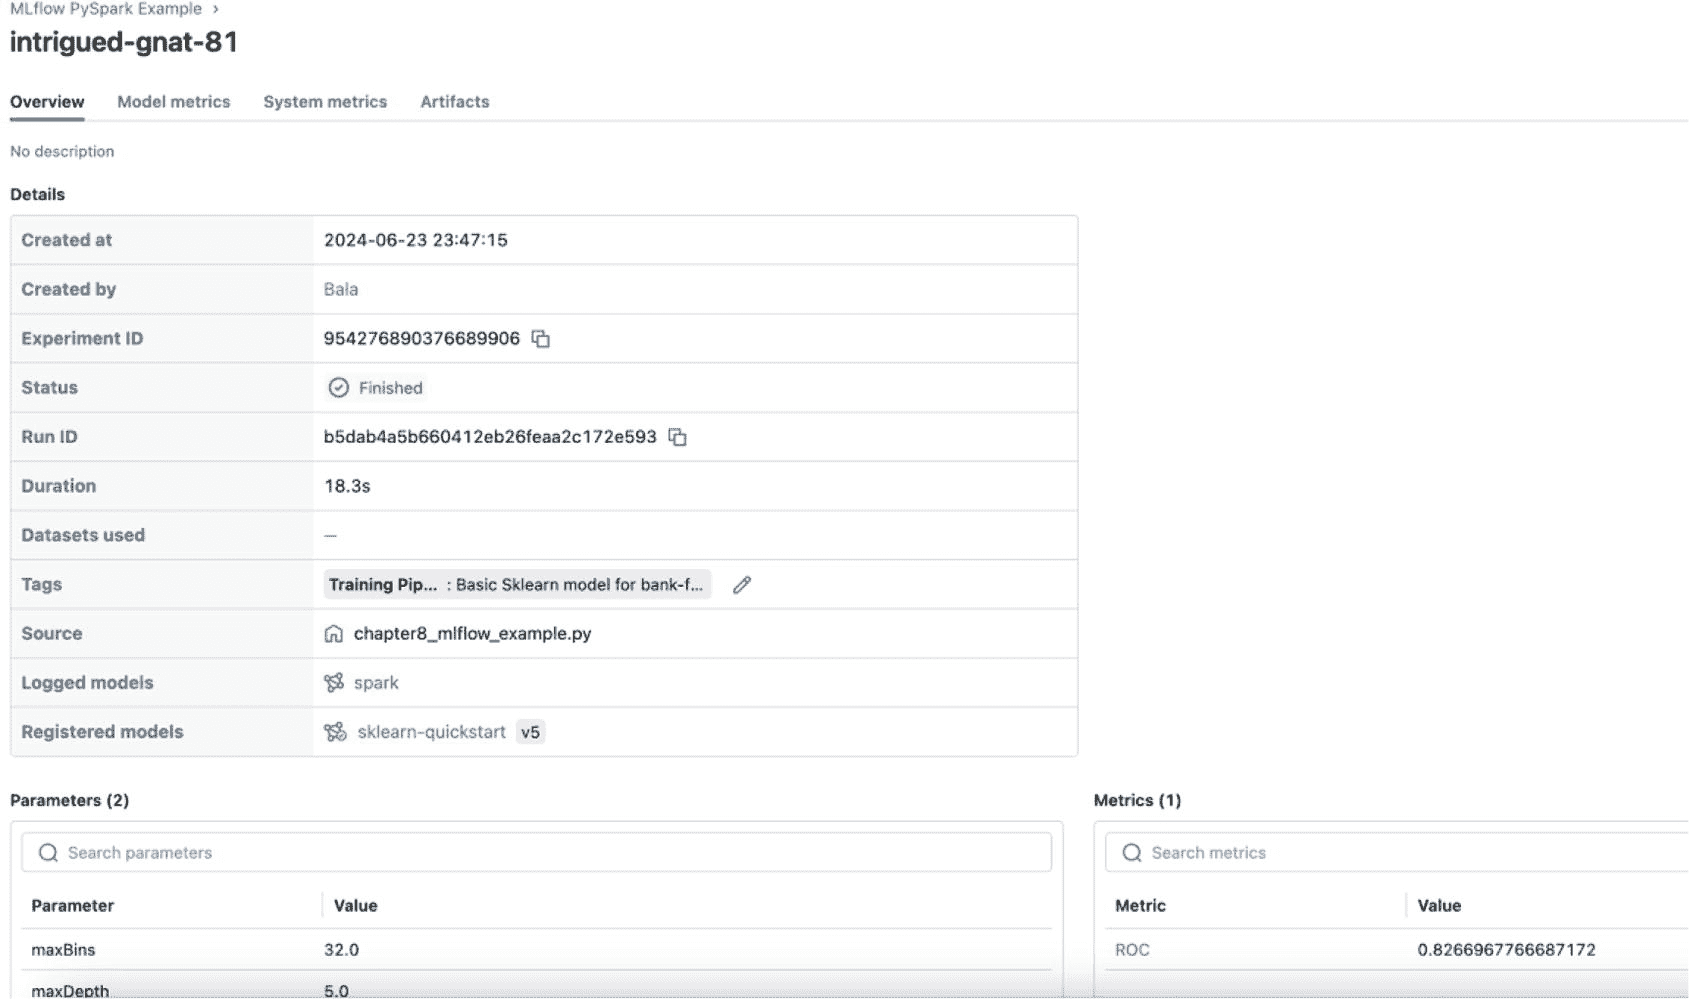 MLflow PySpark Example ›
intrigued-gnat-81
Overview Model metrics System metrics Artifacts
No description
Details
Created at 2024-06-23 23:47:15
Created by Bala
Experiment ID 954276890376689906
Status Finished
Run ID b5dab4a5b660412eb26feaa2c172e593
Duration 18.3s
Datasets used —
Tags Training Pip... : Basic Sklearn model for bank-f...
Source chapter8_mlflow_example.py
Logged models spark
Registered models sklearn-quickstart v5
Parameters (2)
Search parameters
Parameter Value
maxBins 32.0
maxDepth 5.0
Metrics (1)
Search metrics
Metric Value
ROC 0.8266967766687172